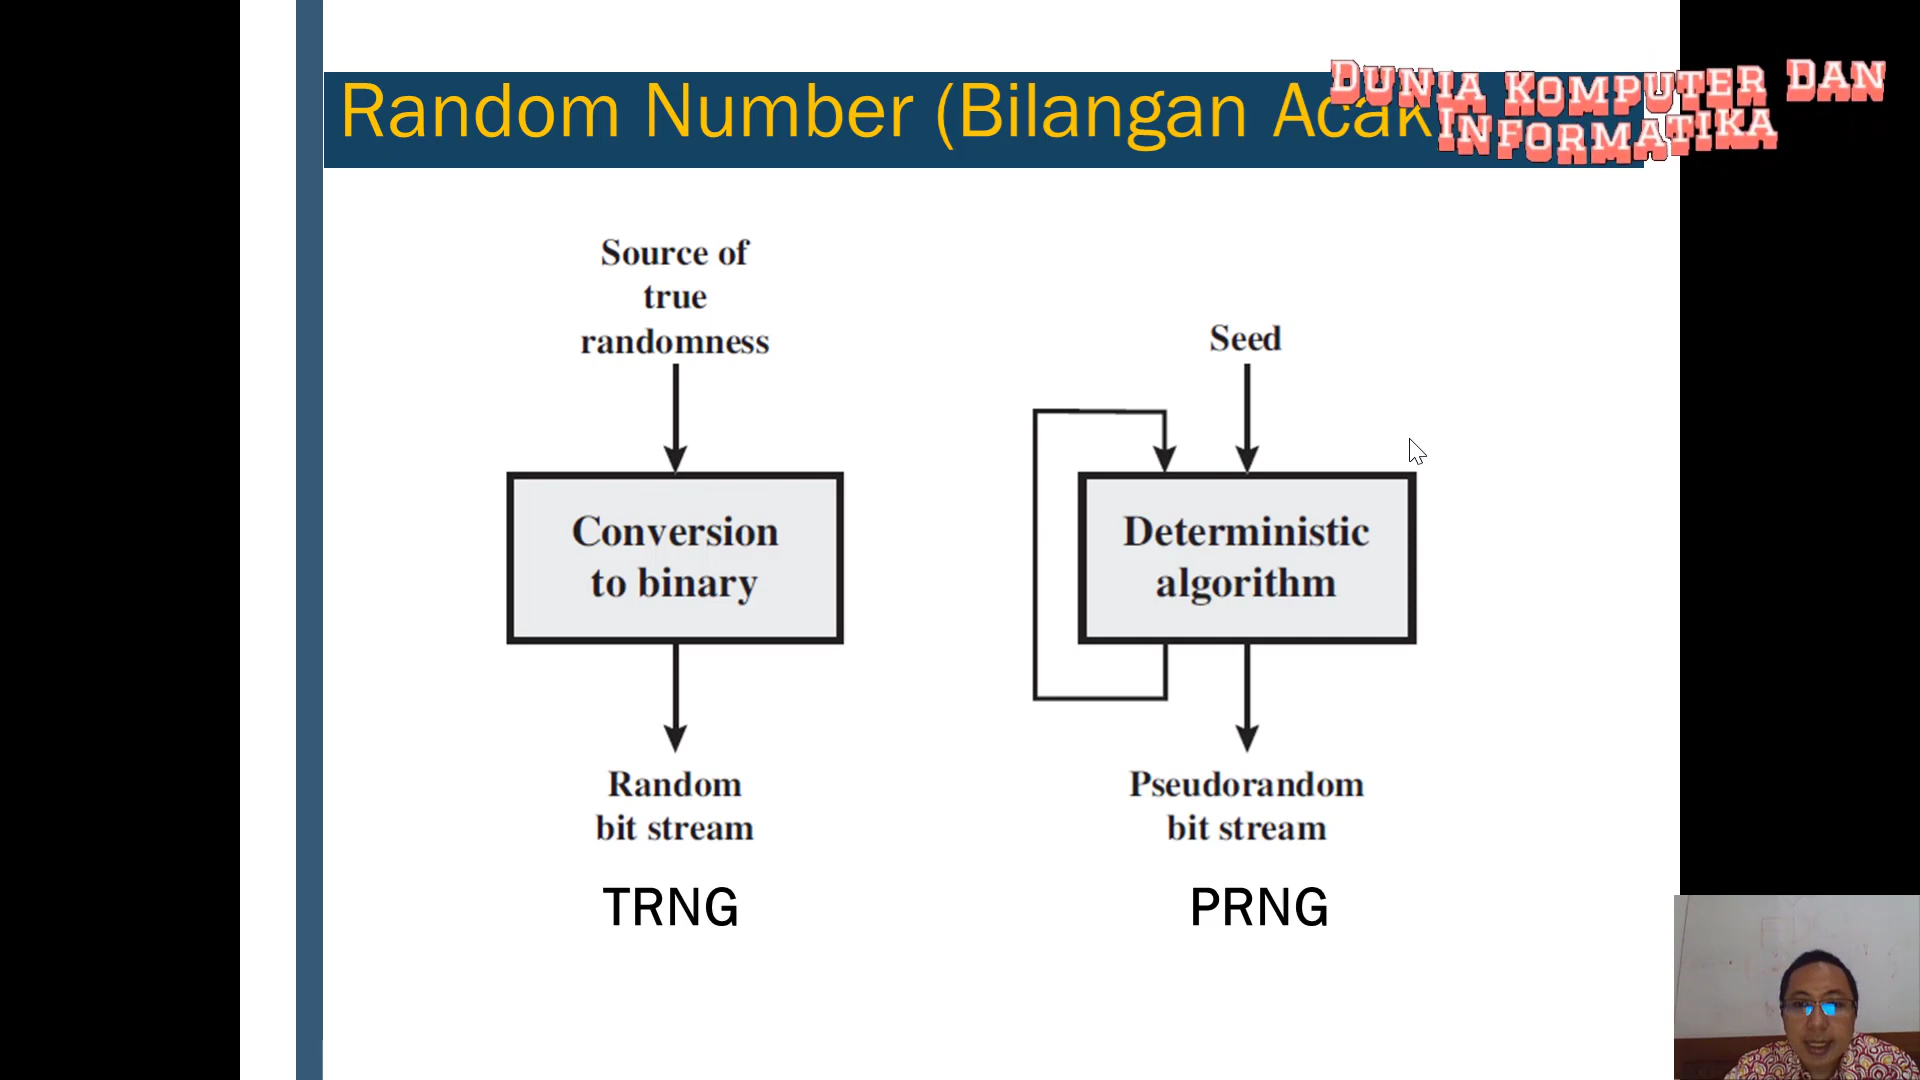 Random Number (Bilangan Acak
DUNIA KOMPUTER DAN
INFORMATIKA
Source of
true
randomness
Conversion
to binary
Random
bit stream
TRNG
Seed
Deterministic
algorithm
Pseudorandom
bit stream
PRNG